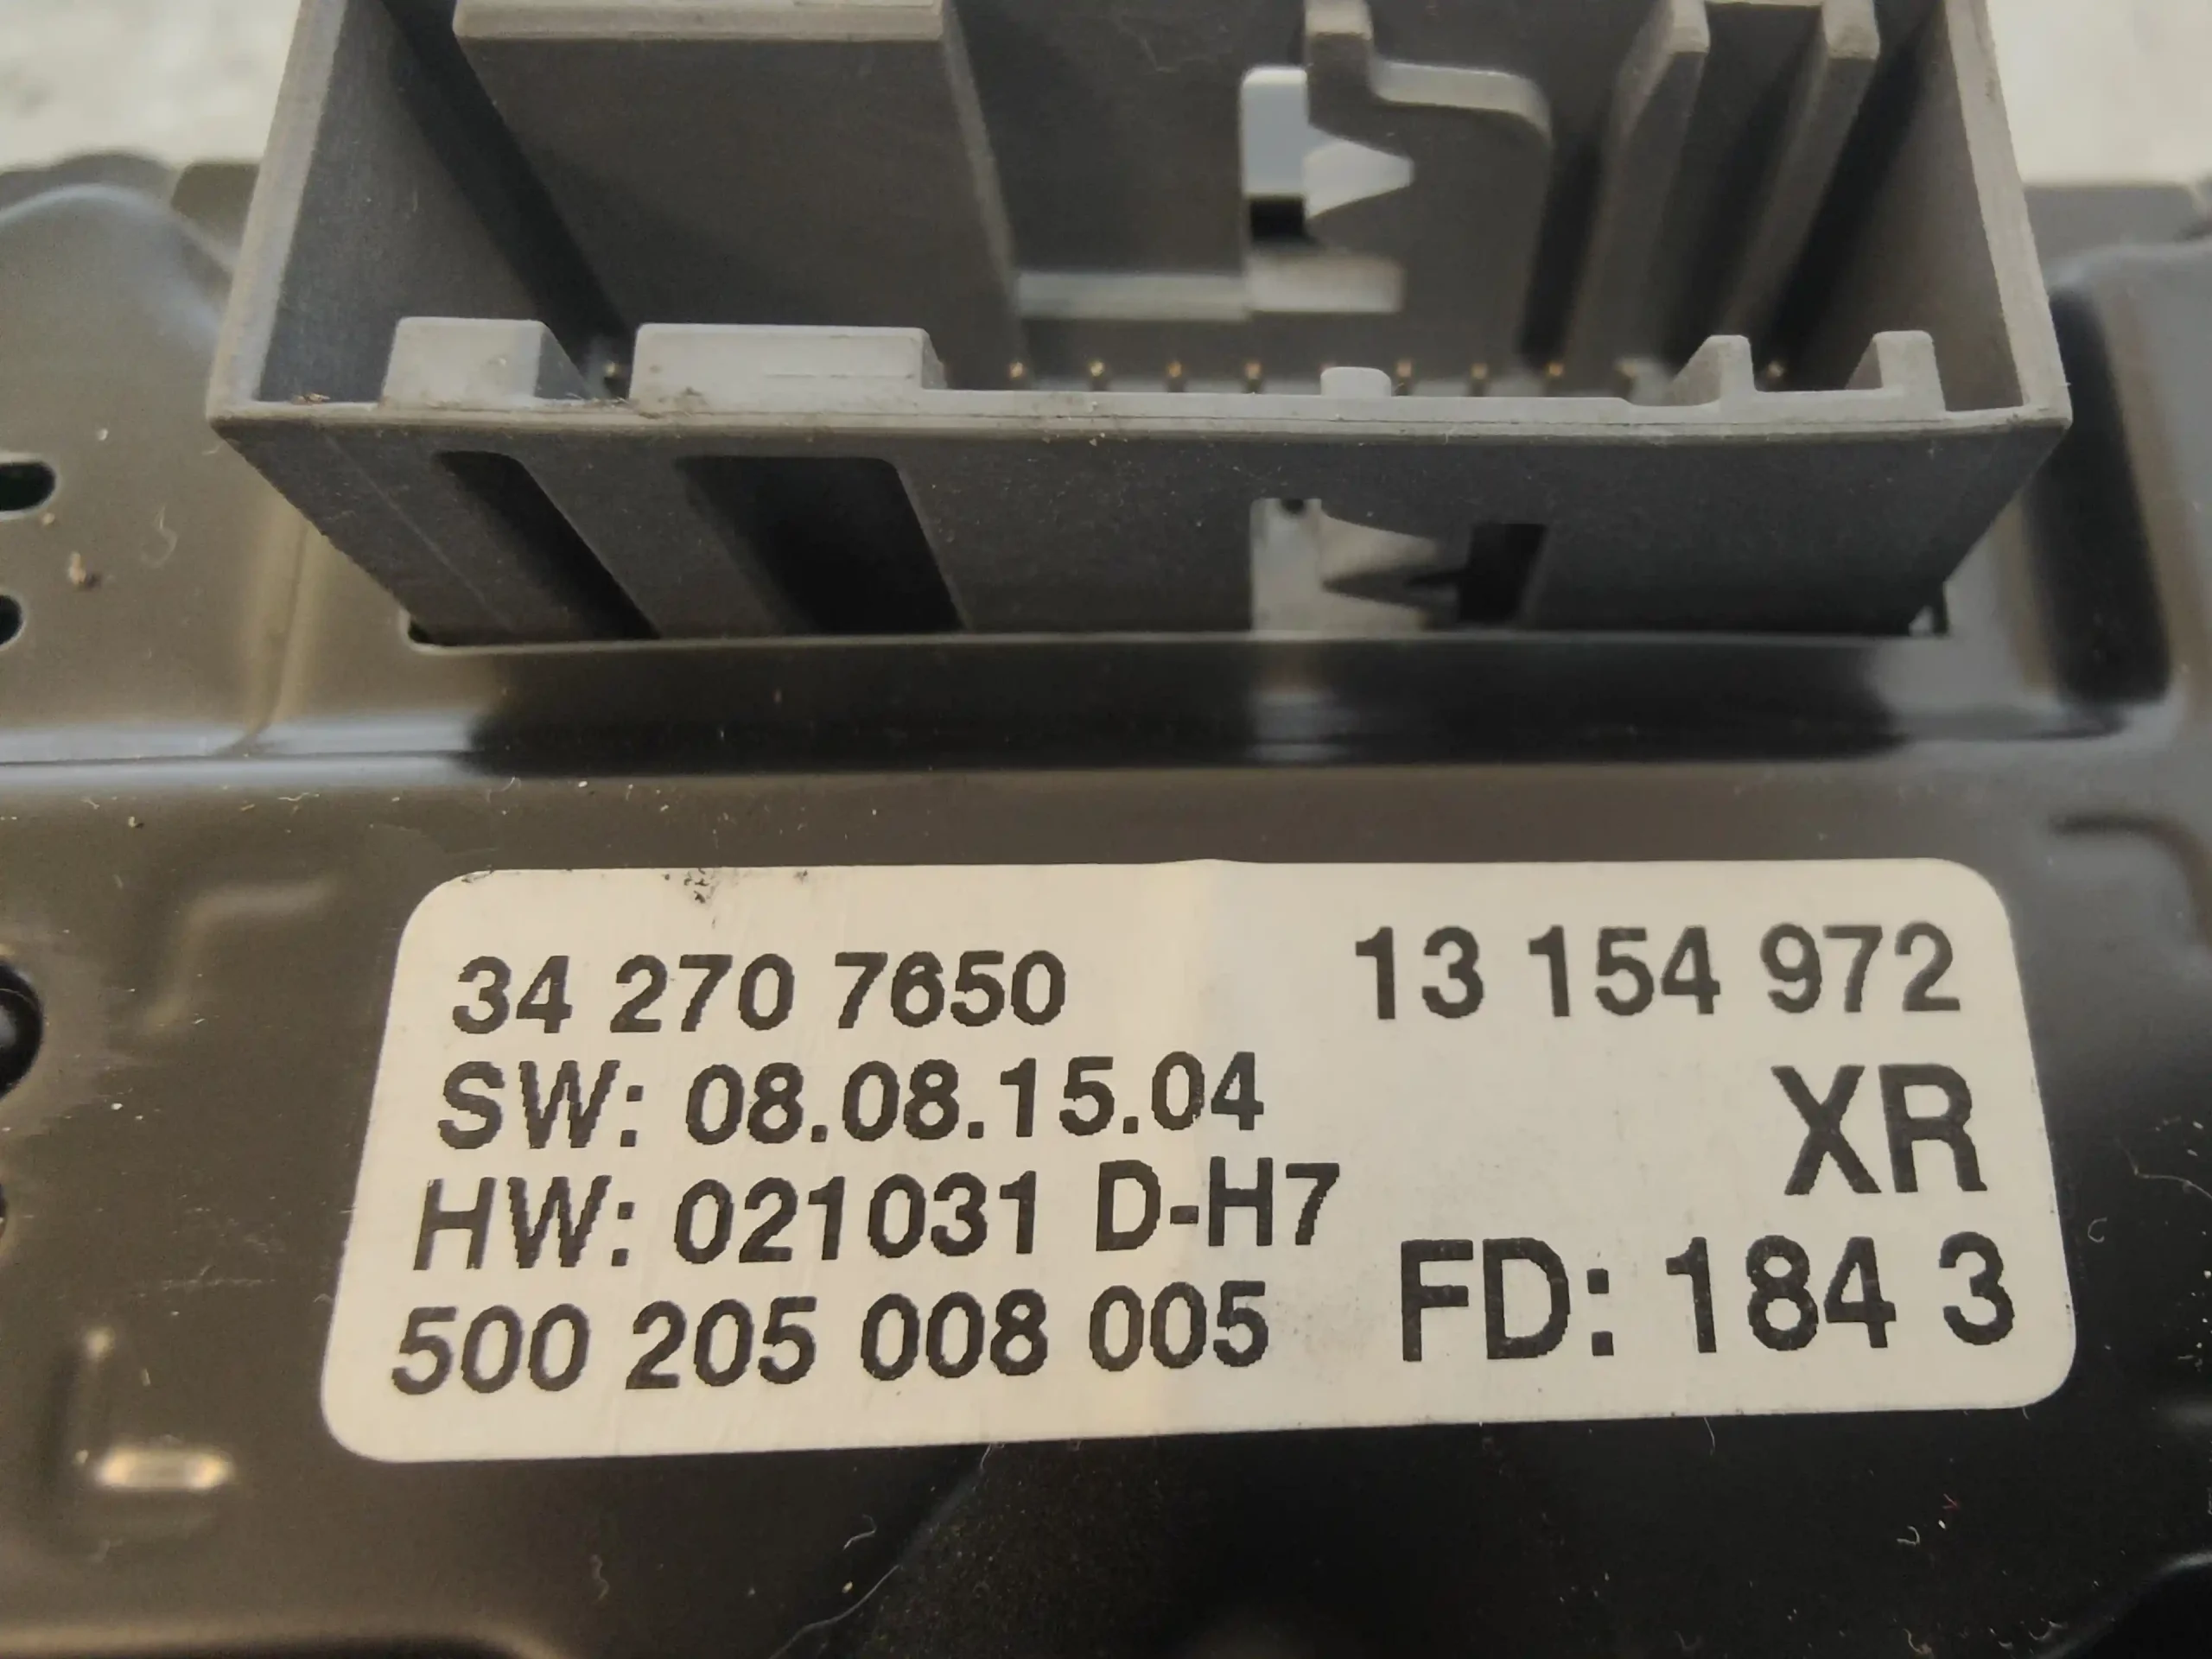 34 270 7650 13 154 972
SW: 08.08.15.04 XR
HW: 021031 D-H7
500 205 008 005 FD: 184 3